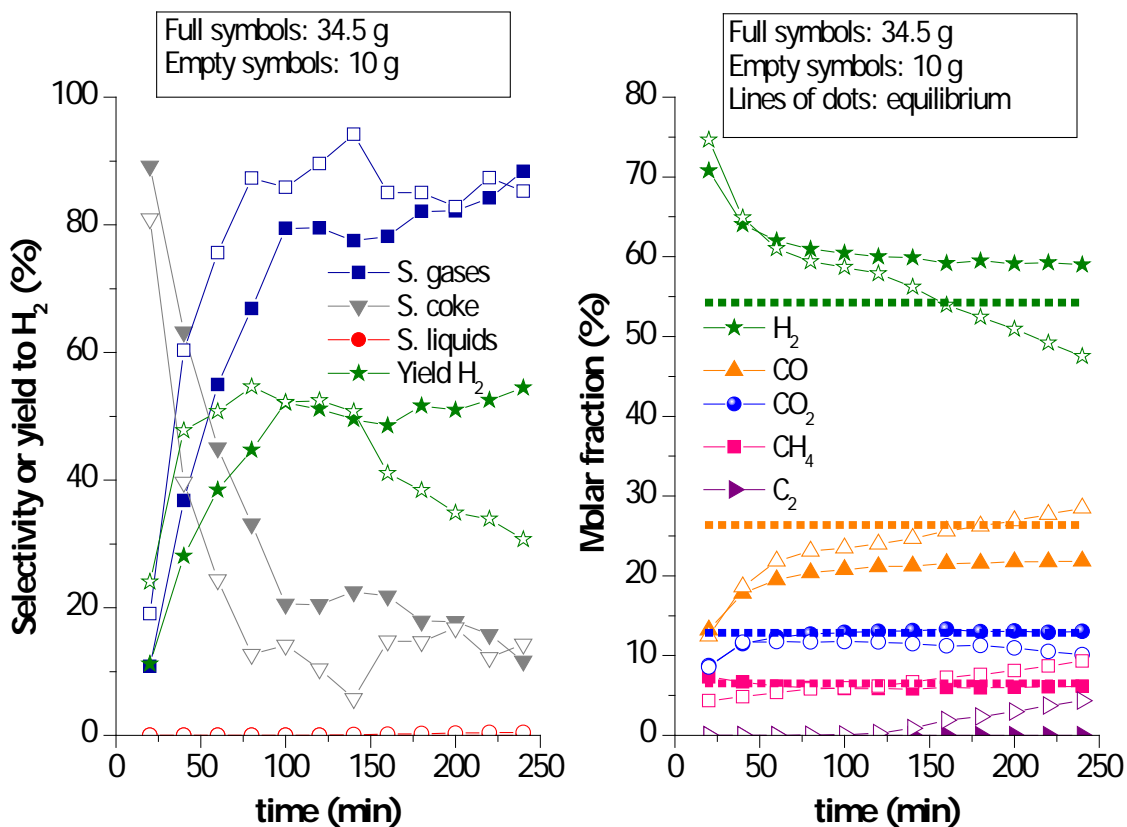 Full symbols: 34.5 g
Empty symbols: 10 g
100
80
60
40
20
0
Selectivity or yield to H₂ (%)
S. gases
S. coke
S. liquids
Yield H₂
0
50
100
150
200
250
time (min)
Full symbols: 34.5 g
Empty symbols: 10 g
Lines of dots: equilibrium
80
70
60
50
40
30
20
10
0
Molar fraction (%)
H₂
CO
CO₂
CH₄
C₂
0
50
100
150
200
250
time (min)